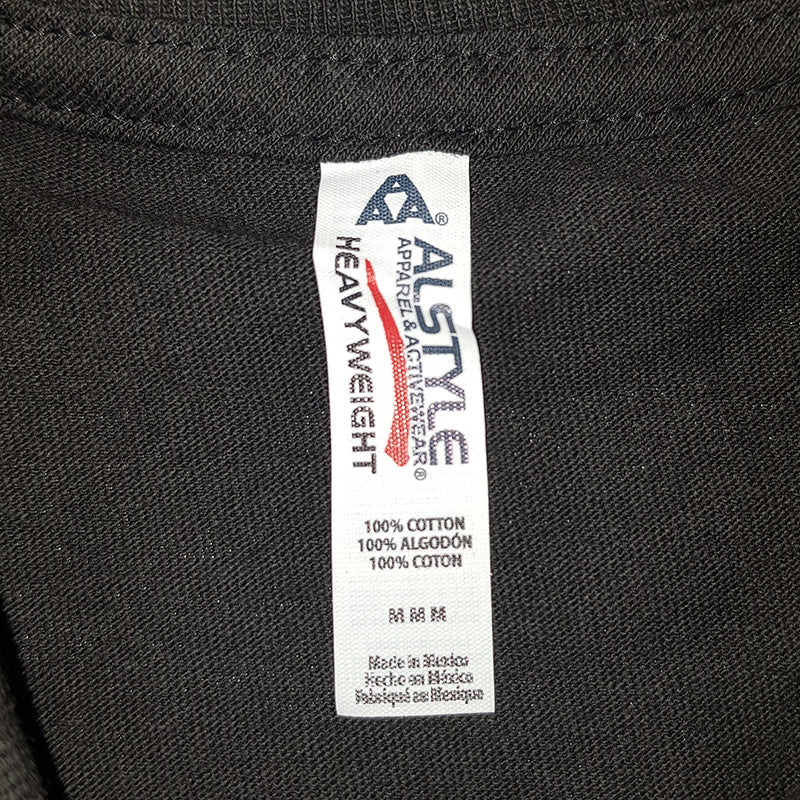 AAA®
ALSTYLE
APPAREL & ACTIVEWEAR®
HEAVYWEIGHT
100% COTTON
100% ALGODÓN
100% COTON
M M M
Made in Mexico
Hecho en México
Fabriqué au Mexique